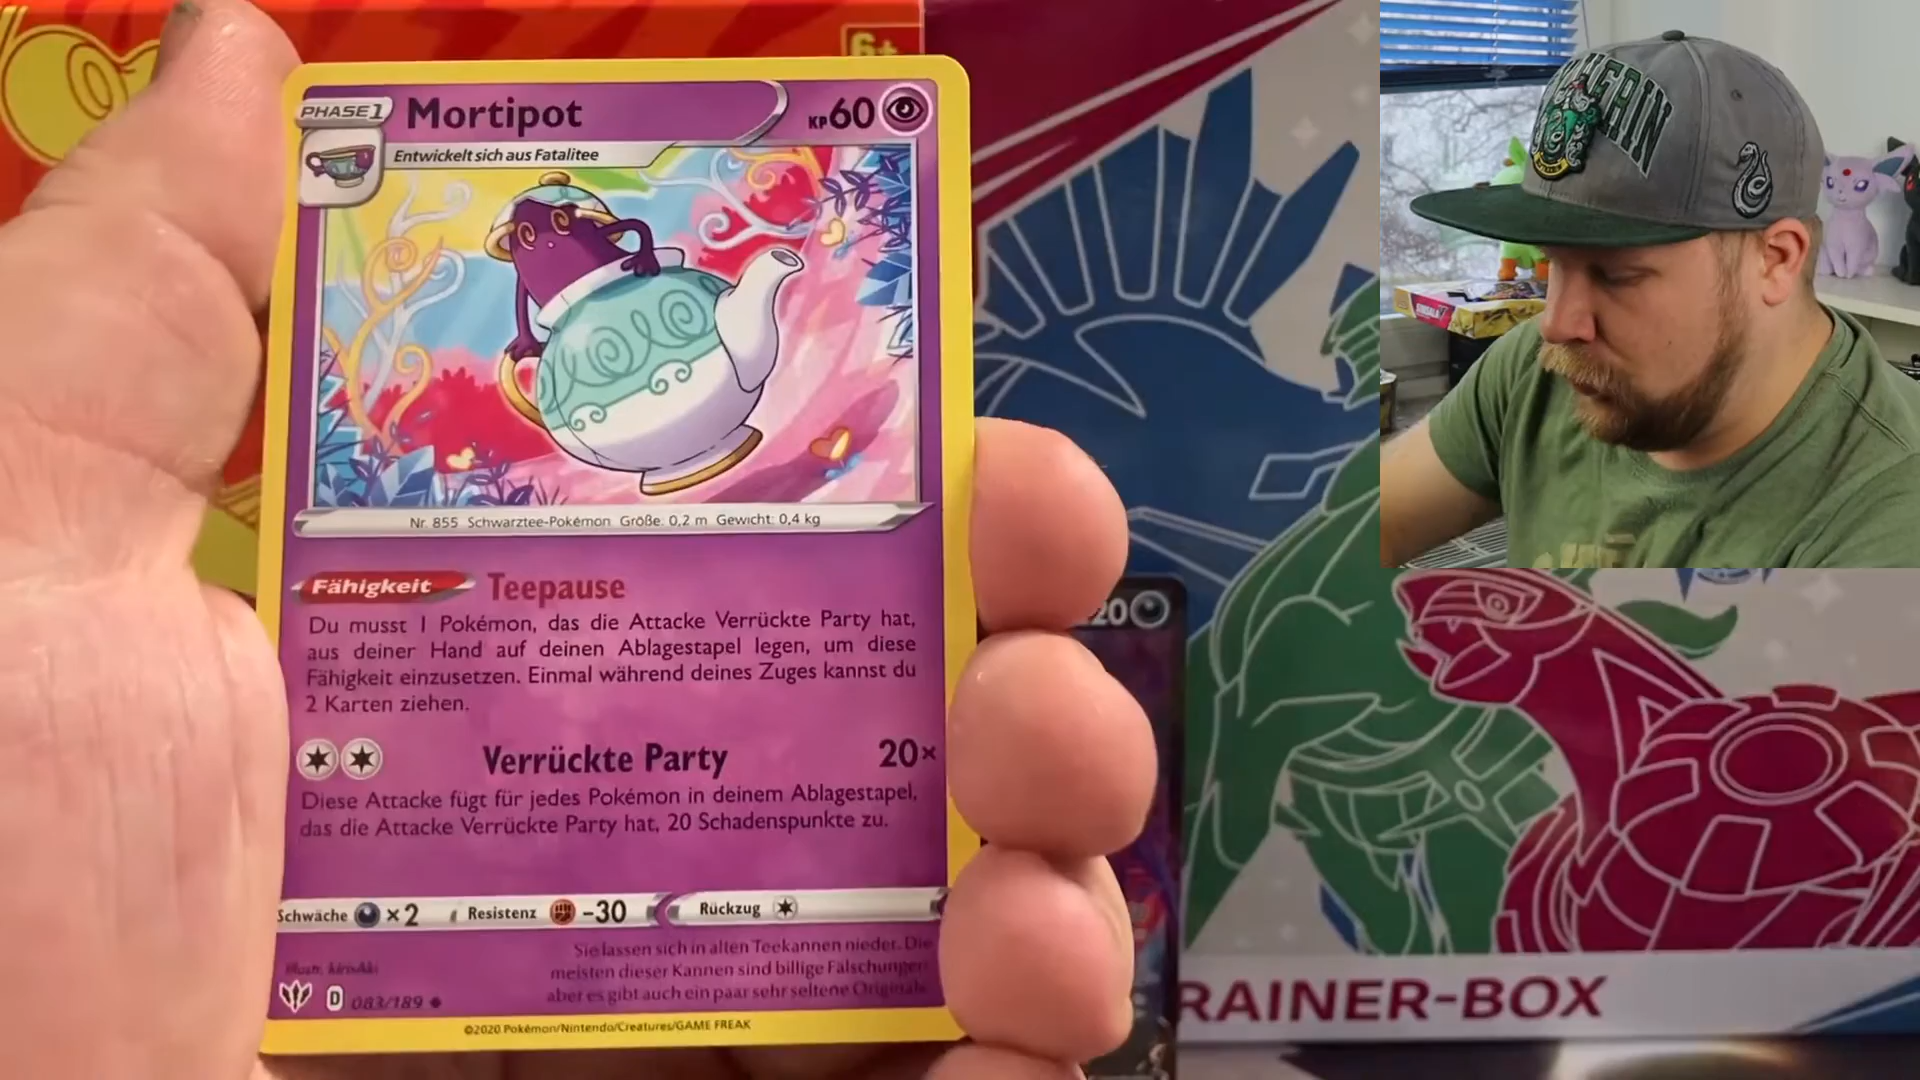 6+
PHASE 1 Mortipot KP 60
Entwickelt sich aus Fatalitee
Nr. 855 Schwarztee-Pokémon Größe: 0,2 m Gewicht: 0,4 kg
Fähigkeit Teepause
Du musst 1 Pokémon, das die Attacke Verrückte Party hat,
aus deiner Hand auf deinen Ablagestapel legen, um diese
Fähigkeit einzusetzen. Einmal während deines Zuges kannst du
2 Karten ziehen.
Verrückte Party 20×
Diese Attacke fügt für jedes Pokémon in deinem Ablagestapel,
das die Attacke Verrückte Party hat, 20 Schadenspunkte zu.
Schwäche ×2 Resistenz -30 Rückzug
Sie lassen sich in alten Teekannen nieder. Die
meisten dieser Kannen sind billige Fälschungen,
aber es gibt auch ein paar sehr seltene Originale.
Illustr. kirisAki
D 083/189
©2020 Pokémon/Nintendo/Creatures/GAME FREAK
20
RAINER-BOX